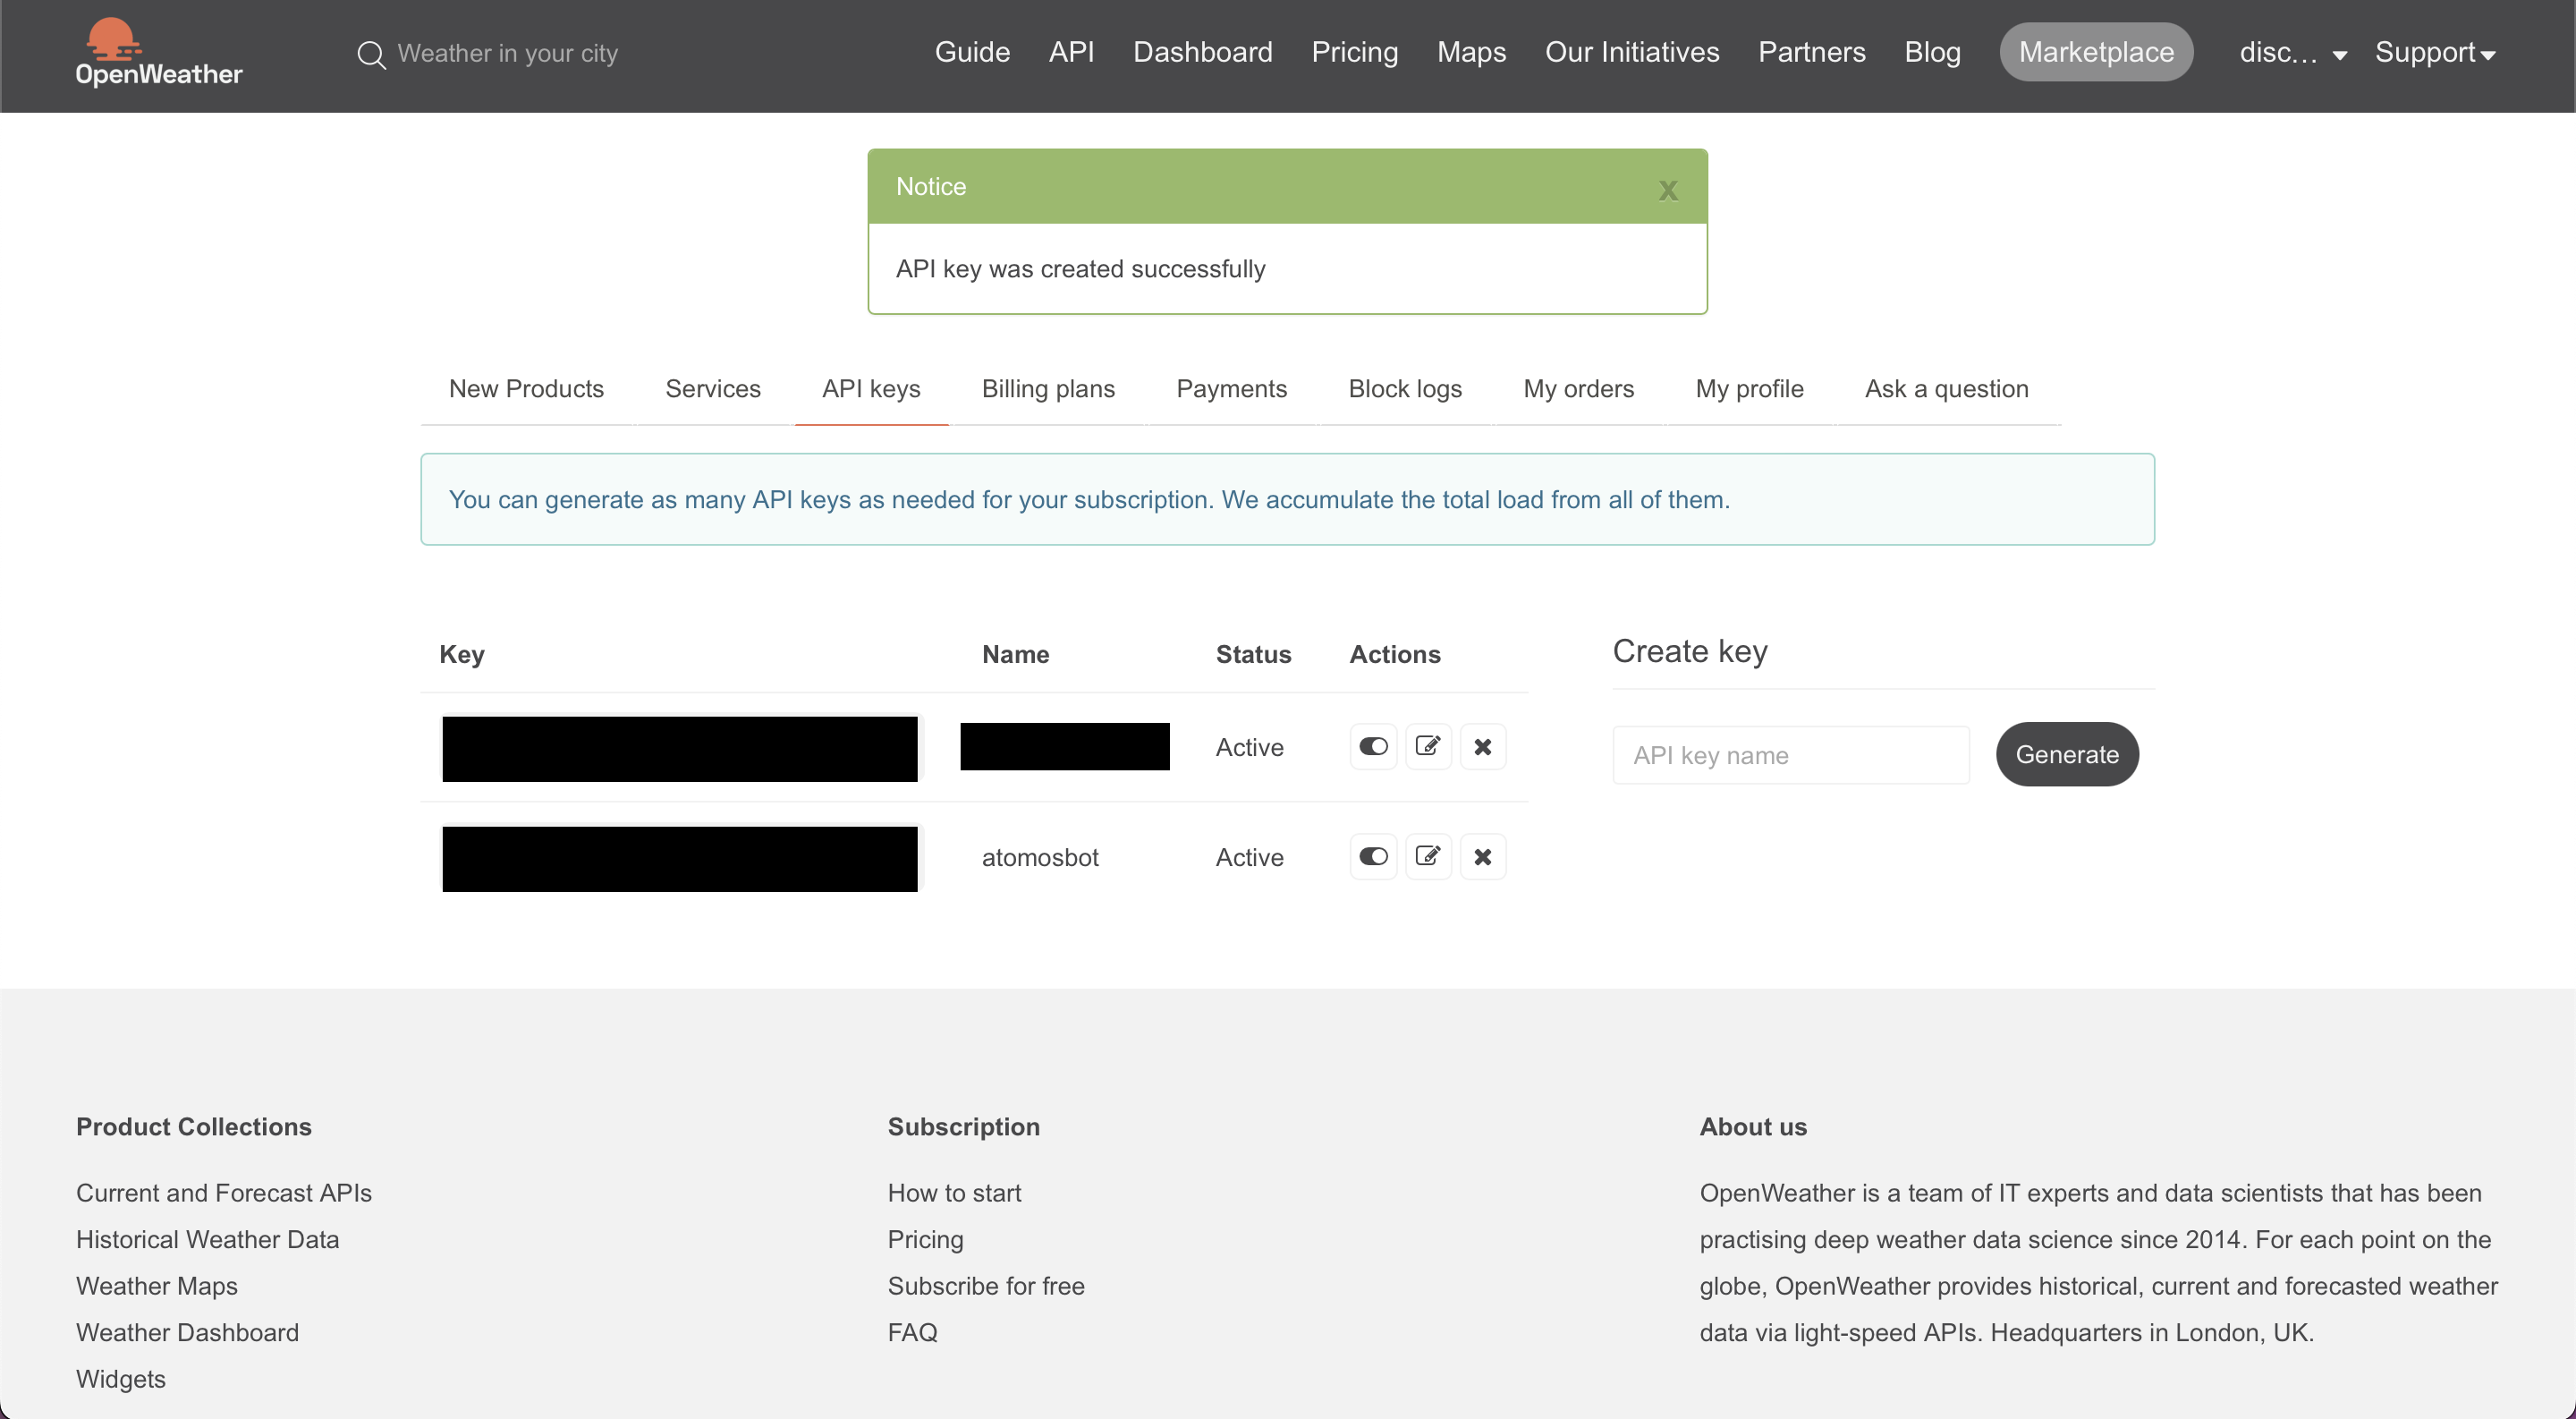 OpenWeather
Weather in your city
Guide API Dashboard Pricing Maps Our Initiatives Partners Blog Marketplace disc... Support
Notice x
API key was created successfully
New Products Services API keys Billing plans Payments Block logs My orders My profile Ask a question
You can generate as many API keys as needed for your subscription. We accumulate the total load from all of them.
Key Name Status Actions
Active
atomosbot Active
Create key
API key name Generate
Product Collections
Current and Forecast APIs
Historical Weather Data
Weather Maps
Weather Dashboard
Widgets
Subscription
How to start
Pricing
Subscribe for free
FAQ
About us
OpenWeather is a team of IT experts and data scientists that has been
practising deep weather data science since 2014. For each point on the
globe, OpenWeather provides historical, current and forecasted weather
data via light-speed APIs. Headquarters in London, UK.